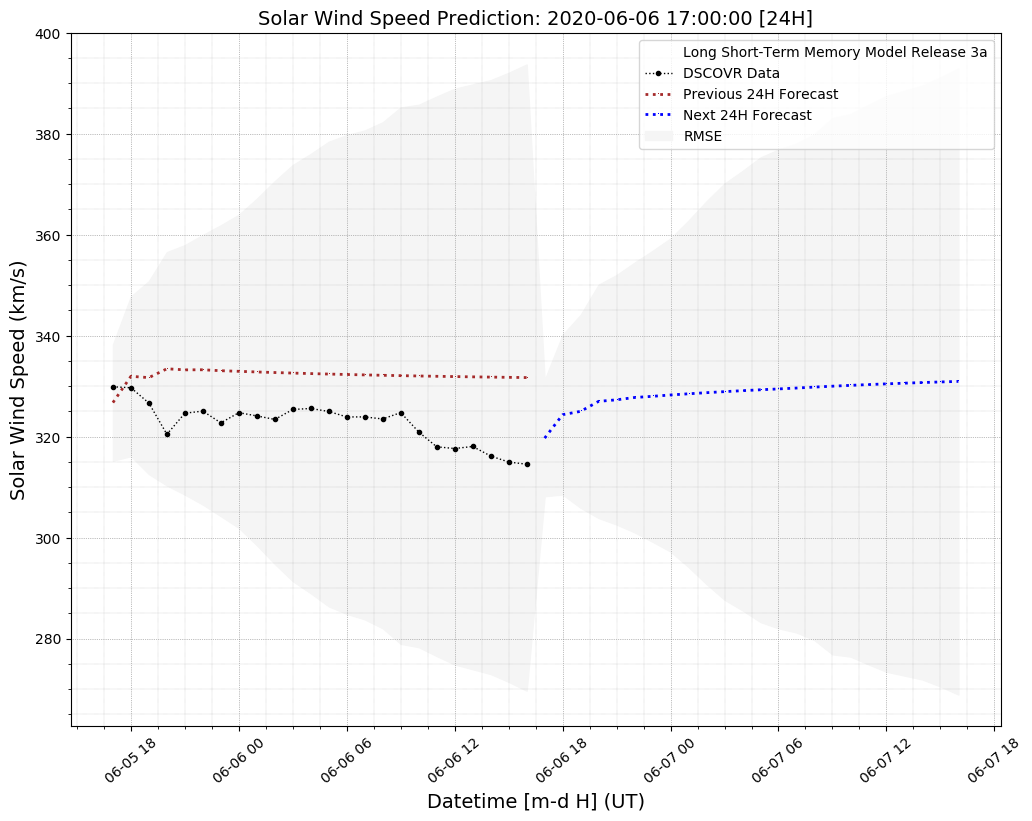 Solar Wind Speed Prediction: 2020-06-06 17:00:00 [24H]
Long Short-Term Memory Model Release 3a
DSCOVR Data
Previous 24H Forecast
Next 24H Forecast
RMSE
Solar Wind Speed (km/s)
400
380
360
340
320
300
280
06-05 18
06-06 00
06-06 06
06-06 12
06-06 18
06-07 00
06-07 06
06-07 12
06-07 18
Datetime [m-d H] (UT)